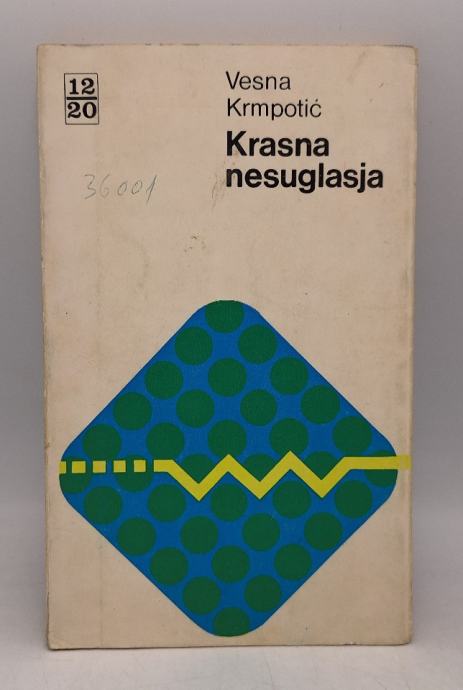 12
20
Vesna
Krmpotić
Krasna
nesuglasja
36001